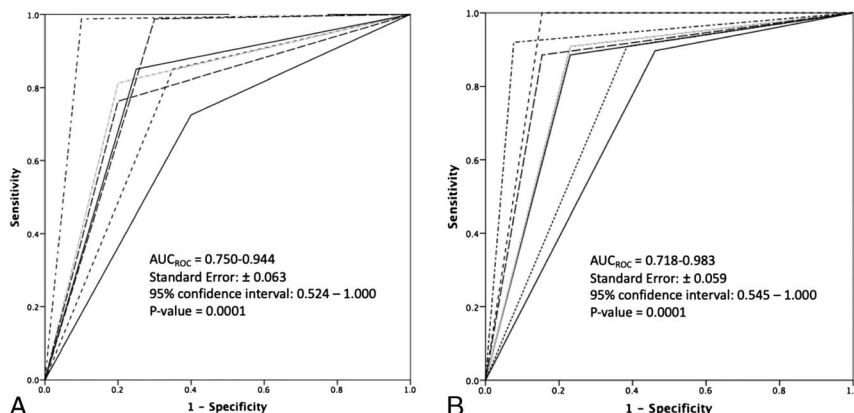 1.0
0.8
0.6
0.4
0.2
0.0
Sensitivity
AUCROC = 0.750-0.944
Standard Error: ± 0.063
95% confidence interval: 0.524 – 1.000
P-value = 0.0001
0.0 0.2 0.4 0.6 0.8 1.0
1 - Specificity
A
1.0
0.8
0.6
0.4
0.2
0.0
Sensitivity
AUCROC = 0.718-0.983
Standard Error: ± 0.059
95% confidence interval: 0.545 – 1.000
P-value = 0.0001
0.0 0.2 0.4 0.6 0.8 1.
1 - Specificity
B